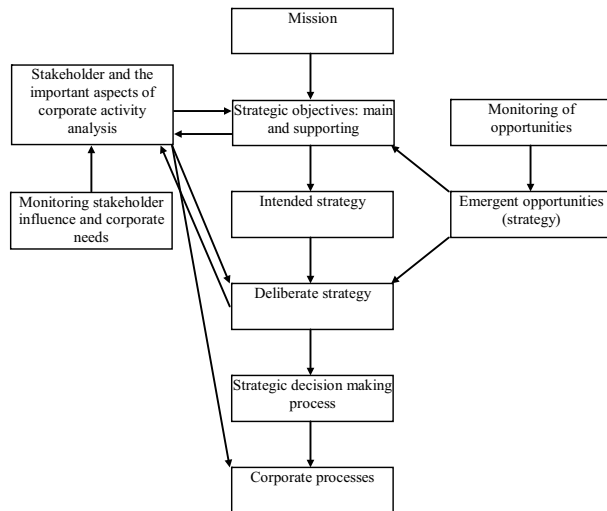 Mission
Stakeholder and the
important aspects of
corporate activity
analysis
Strategic objectives: main
and supporting
Monitoring of
opportunities
Monitoring stakeholder
influence and corporate
needs
Intended strategy
Emergent opportunities
(strategy)
Deliberate strategy
Strategic decision making
process
Corporate processes